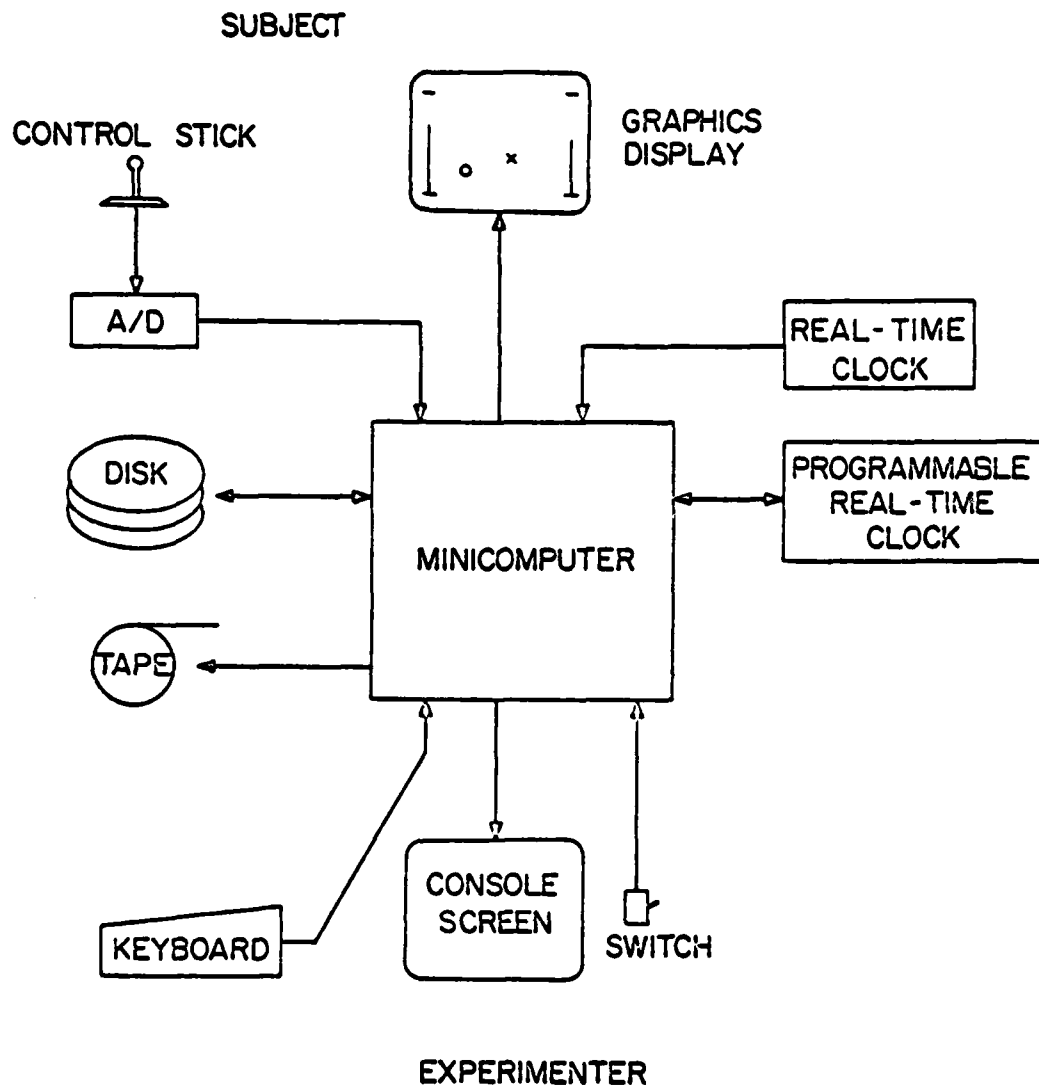 SUBJECT
CONTROL STICK
GRAPHICS
DISPLAY
A/D
REAL-TIME
CLOCK
DISK
PROGRAMMABLE
REAL-TIME
CLOCK
MINICOMPUTER
TAPE
CONSOLE
SCREEN
KEYBOARD
SWITCH
EXPERIMENTER